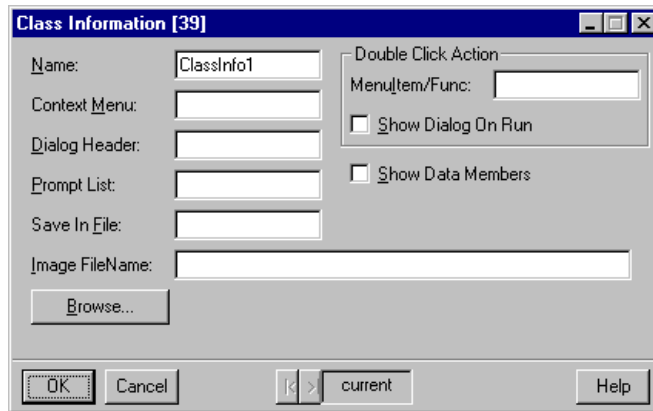 Class Information [39]
Name: ClassInfo1
Context Menu:
Dialog Header:
Prompt List:
Save In File:
Image FileName:
Browse...
Double Click Action
MenuItem/Func:
Show Dialog On Run
Show Data Members
OK Cancel current Help